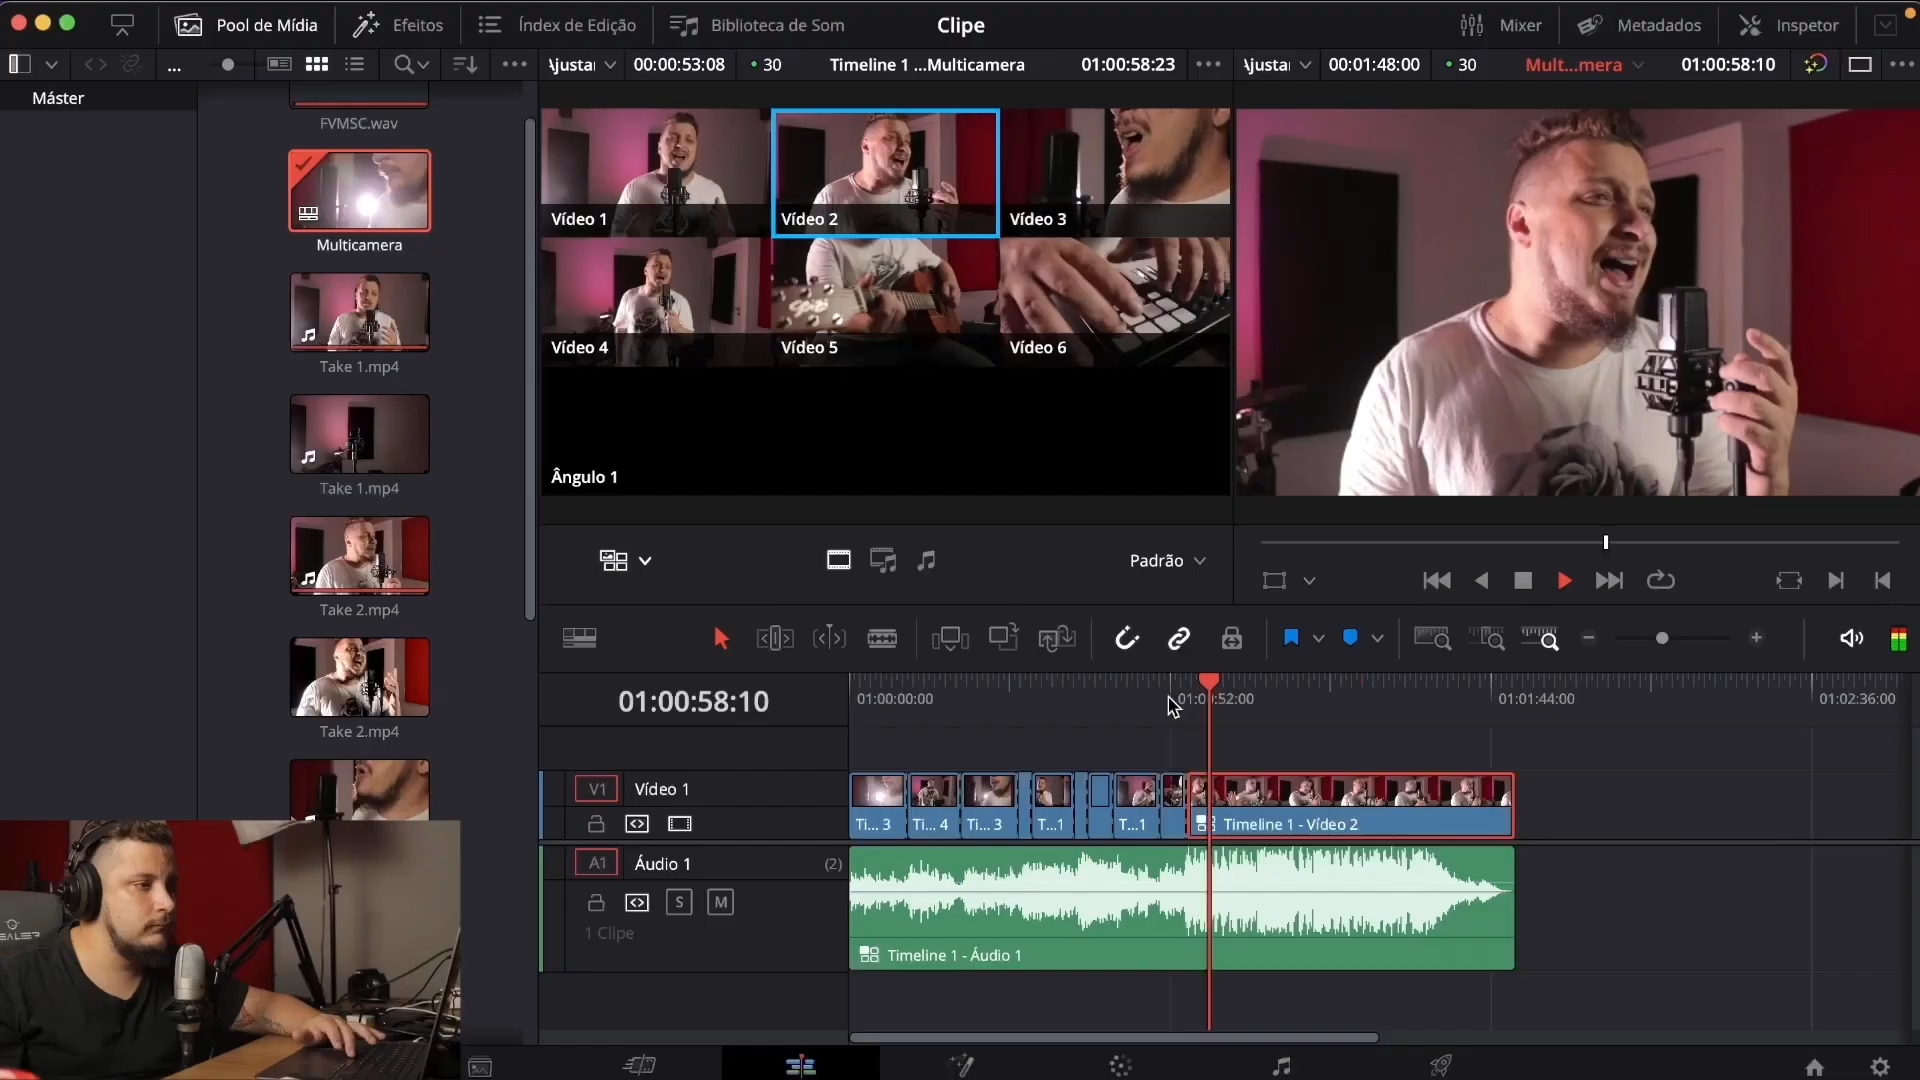 Pool de Mídia
Efeitos
Índice de Edição
Biblioteca de Som
Clipe
Mixer
Metadados
Inspetor
...
\justa
00:00:53:08
30
Timeline 1 ...Multicamera
01:00:58:23
\justa
00:01:48:00
30
Mult...mera
01:00:58:10
Máster
FVMSC.wav
Multicamera
Take 1.mp4
Take 1.mp4
Take 2.mp4
Take 2.mp4
Vídeo 1
Vídeo 2
Vídeo 3
Vídeo 4
Vídeo 5
Vídeo 6
Ângulo 1
Padrão
01:00:58:10
01:00:00:00
01:00:52:00
01:01:44:00
01:02:36:00
V1
Vídeo 1
Ti... 3
Ti... 4
Ti... 3
T...1
T...1
Timeline 1 - Vídeo 2
A1
Áudio 1
(2)
S
M
1 Clipe
Timeline 1 - Áudio 1